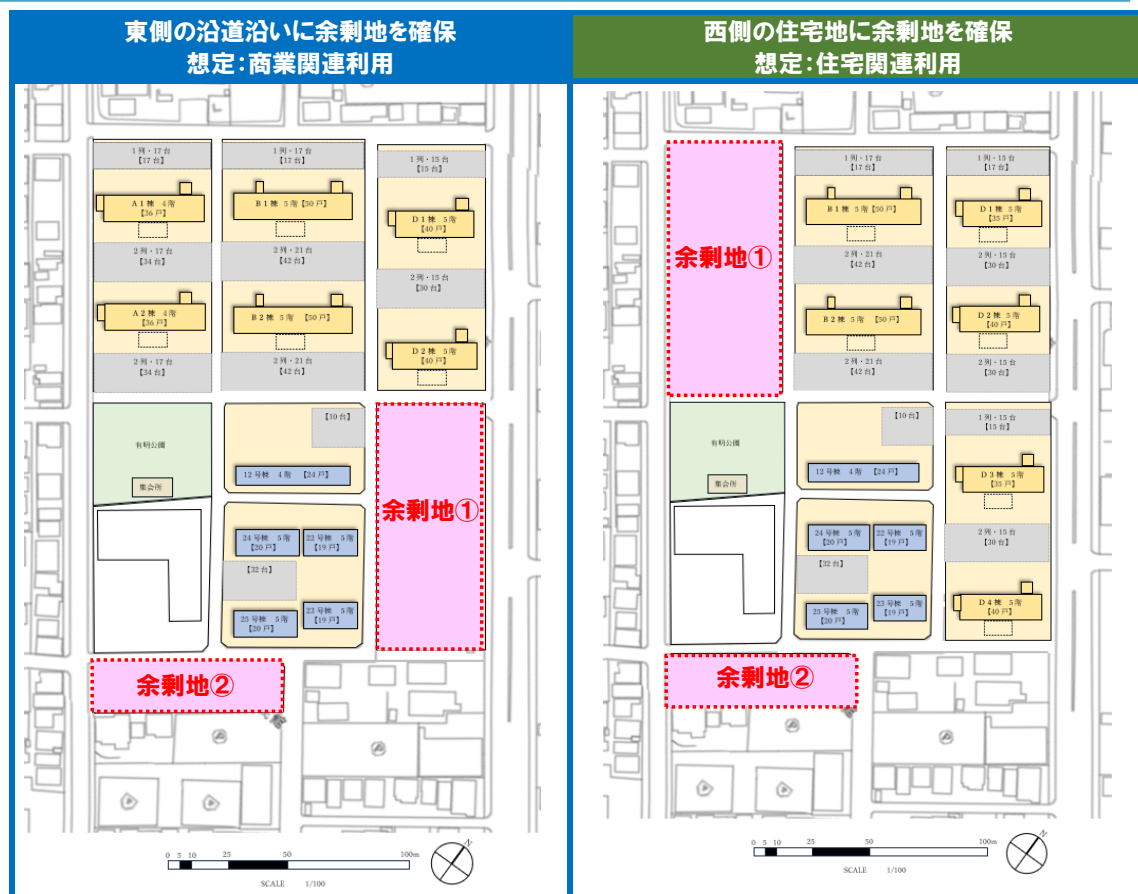 東側の沿道沿いに余剰地を確保
想定：商業関連利用
1列・17台
【17台】
1列・17台
【17台】
1列・15台
【15台】
A1棟 4階
【36戸】
B1棟 5階【50戸】
D1棟 5階
【40戸】
2列・17台
【34台】
2列・21台
【42台】
2列・15台
【30台】
A2棟 4階
【36戸】
B2棟 5階 【50戸】
D2棟 5階
【40戸】
2列・17台
【34台】
2列・21台
【42台】
有明公園
集会所
【10台】
12号棟 4階 【24戸】
余剰地①
24号棟 5階
【20戸】
22号棟 5階
【19戸】
【32台】
25号棟 5階
【20戸】
23号棟 5階
【19戸】
余剰地②
0 5 10 25 50 100m
SCALE 1/100
N
西側の住宅地に余剰地を確保
想定：住宅関連利用
余剰地①
1列・17台
【17台】
1列・15台
【17台】
B1棟 5階【50戸】
D1棟 5階
【35戸】
2列・21台
【42台】
2列・15台
【30台】
B2棟 5階 【50戸】
D2棟 5階
【40戸】
2列・21台
【42台】
2列・15台
【30台】
有明公園
集会所
【10台】
12号棟 4階 【24戸】
1列・15台
【15台】
D3棟 5階
【35戸】
24号棟 5階
【20戸】
22号棟 5階
【19戸】
【32台】
2列・15台
【30台】
25号棟 5階
【20戸】
23号棟 5階
【19戸】
D4棟 5階
【40戸】
余剰地②
0 5 10 25 50 100m
SCALE 1/100
N